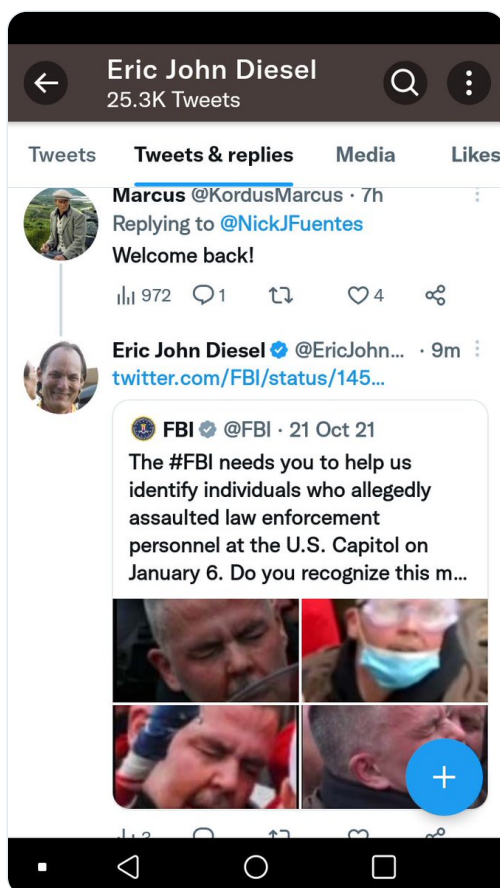 Eric John Diesel
25.3K Tweets
Tweets Tweets & replies Media Likes
Marcus @KordusMarcus · 7h
Replying to @NickJFuentes
Welcome back!
972 1 4
Eric John Diesel @EricJohn... · 9m
twitter.com/FBI/status/145...
FBI @FBI · 21 Oct 21
The #FBI needs you to help us
identify individuals who allegedly
assaulted law enforcement
personnel at the U.S. Capitol on
January 6. Do you recognize this m...